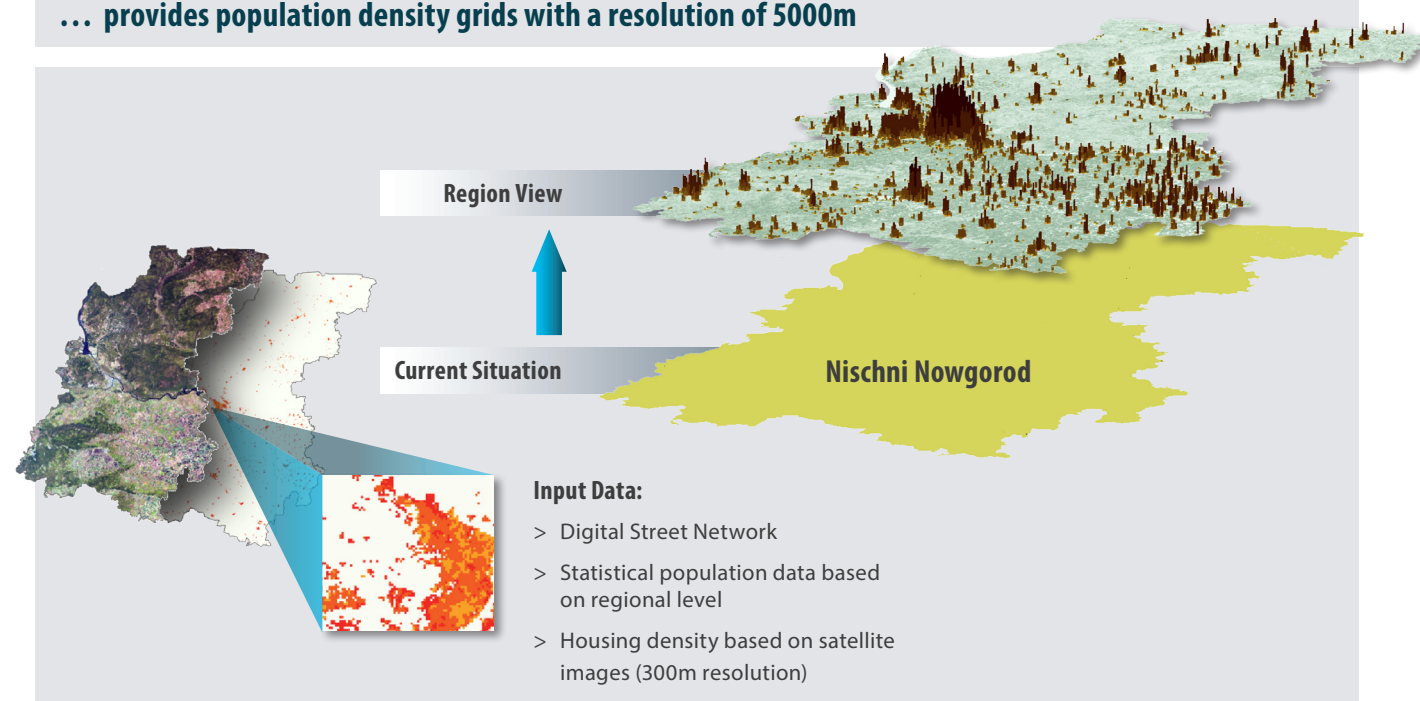 … provides population density grids with a resolution of 5000m
Region View
Current Situation
Nischni Nowgorod
Input Data:
> Digital Street Network
> Statistical population data based
on regional level
> Housing density based on satellite
images (300m resolution)